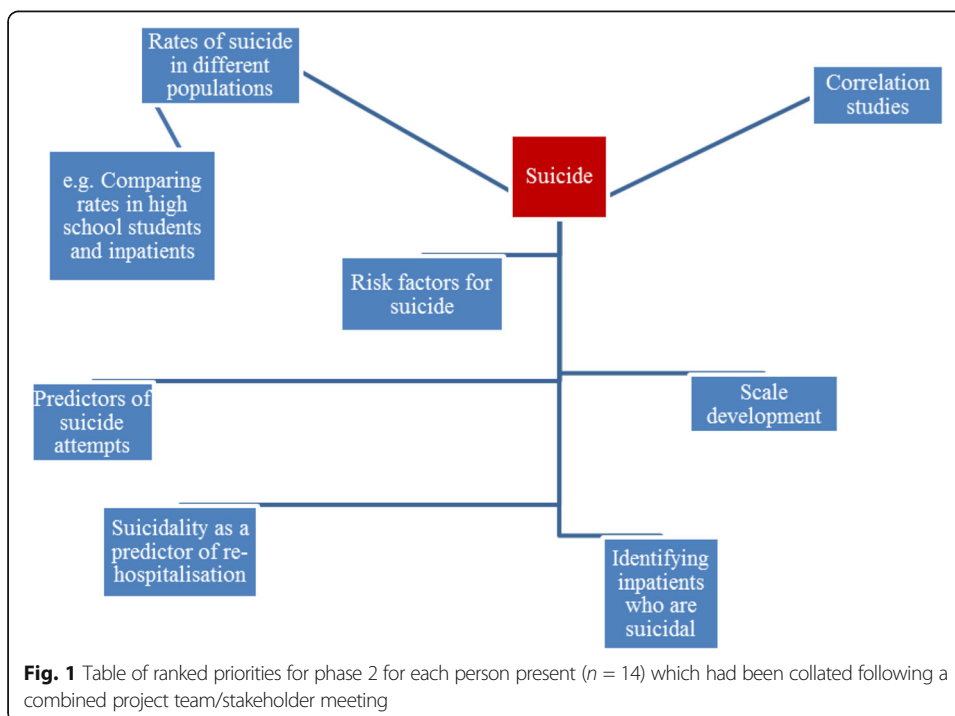 Rates of suicide
in different
populations
Correlation
studies
e.g. Comparing
rates in high
school students
and inpatients
Suicide
Risk factors for
suicide
Predictors of
suicide
attempts
Scale
development
Suicidality as a
predictor of re-
hospitalisation
Identifying
inpatients
who are
suicidal
Fig. 1 Table of ranked priorities for phase 2 for each person present (n = 14) which had been collated following a
combined project team/stakeholder meeting